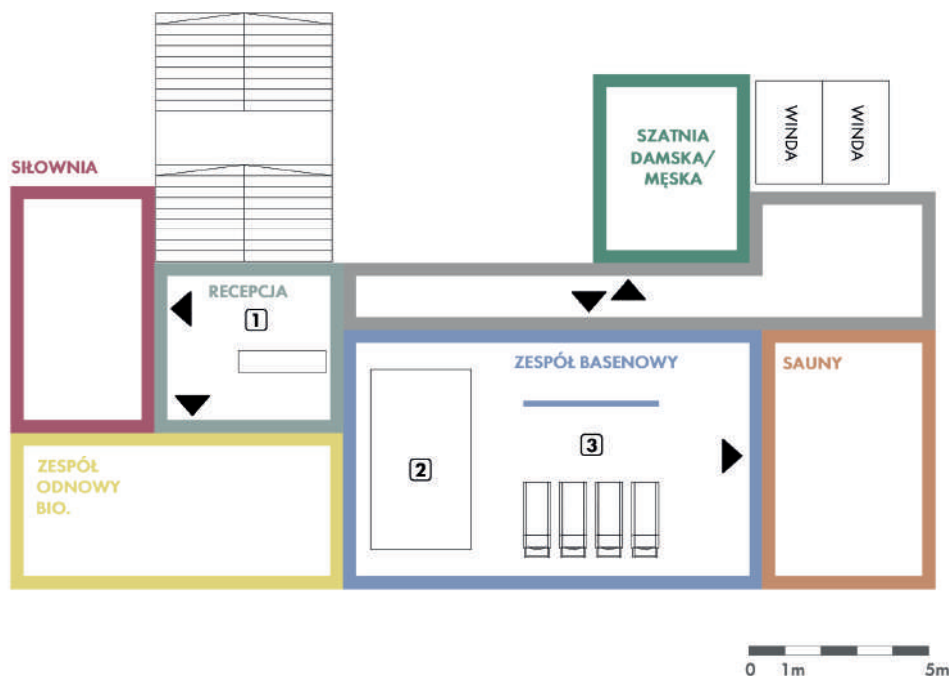 SIŁOWNIA
SZATNIA
DAMSKA/
MĘSKA
WINDA
WINDA
RECEPCJA
1
ZESPÓŁ BASENOWY
SAUNY
2
3
ZESPÓŁ
ODNOWY
BIO.
0 1m 5m